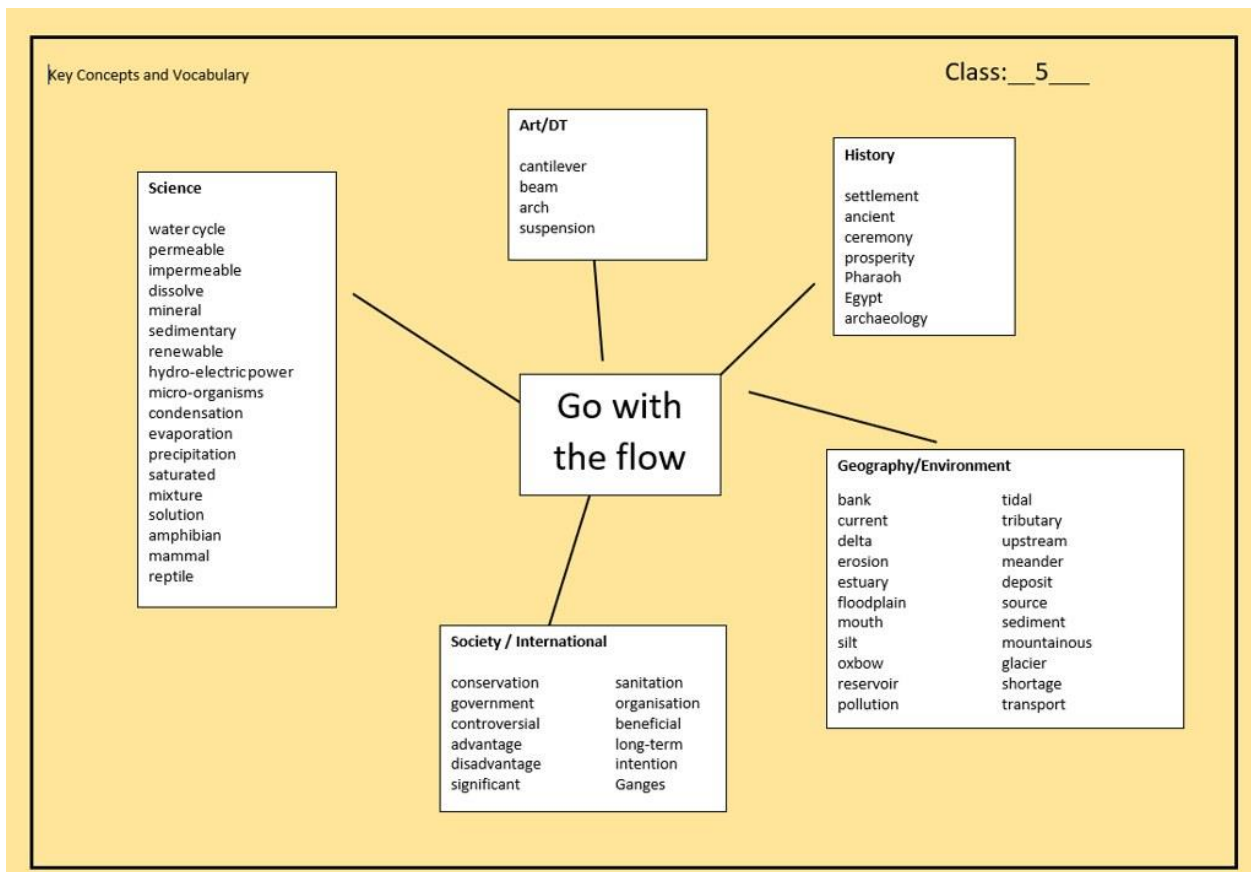 Key Concepts and Vocabulary
Class:__5___
Art/DT
cantilever
beam
arch
suspension
History
settlement
ancient
ceremony
prosperity
Pharaoh
Egypt
archaeology
Science
water cycle
permeable
impermeable
dissolve
mineral
sedimentary
renewable
hydro-electric power
micro-organisms
condensation
evaporation
precipitation
saturated
mixture
solution
amphibian
mammal
reptile
Go with
the flow
Geography/Environment
bank
current
delta
erosion
estuary
floodplain
mouth
silt
oxbow
reservoir
pollution
tidal
tributary
upstream
meander
deposit
source
sediment
mountainous
glacier
shortage
transport
Society / International
conservation
government
controversial
advantage
disadvantage
significant
sanitation
organisation
beneficial
long-term
intention
Ganges